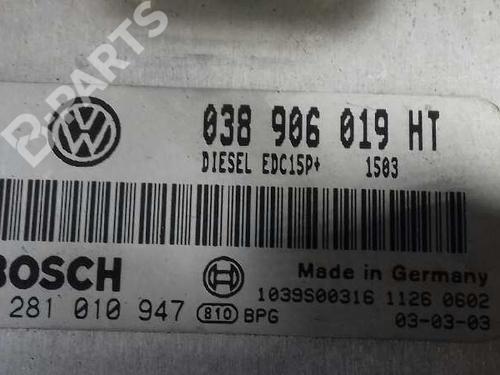 B-PARTS
038 906 019 HT
DIESEL EDC15P+ 1503
BOSCH
Made in Germany
1039S00316 1126 0602
281 010 947 810 BPG 03-03-03